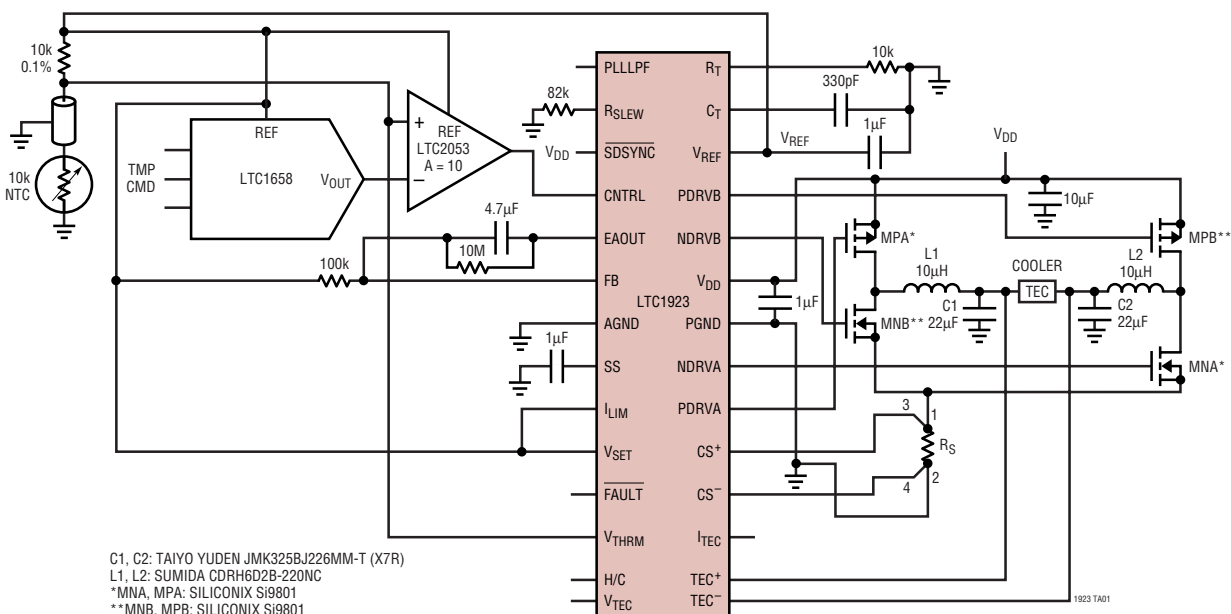 10k
0.1%
10k
NTC
TMP
CMD
REF
LTC1658
VOUT
+
REF
LTC2053
A = 10
–
82k
VDD
4.7µF
10M
100k
1µF
PLLLPF
RSLEW
SDSYNC
CNTRL
EAOUT
FB
AGND
SS
ILIM
VSET
FAULT
VTHRM
H/C
VTEC
LTC1923
RT
CT
VREF
PDRVB
NDRVB
VDD
PGND
NDRVA
PDRVA
CS+
CS–
ITEC
TEC+
TEC–
10k
330pF
1µF
VREF
VDD
10µF
MPA*
MPB**
L1
10µH
COOLER
TEC
L2
10µH
1µF
MNB**
C1
22µF
C2
22µF
MNA*
3
1
RS
4
2
C1, C2: TAIYO YUDEN JMK325BJ226MM-T (X7R)
L1, L2: SUMIDA CDRH6D2B-220NC
*MNA, MPA: SILICONIX Si9801
**MNB, MPB: SILICONIX Si9801
1923 TA01